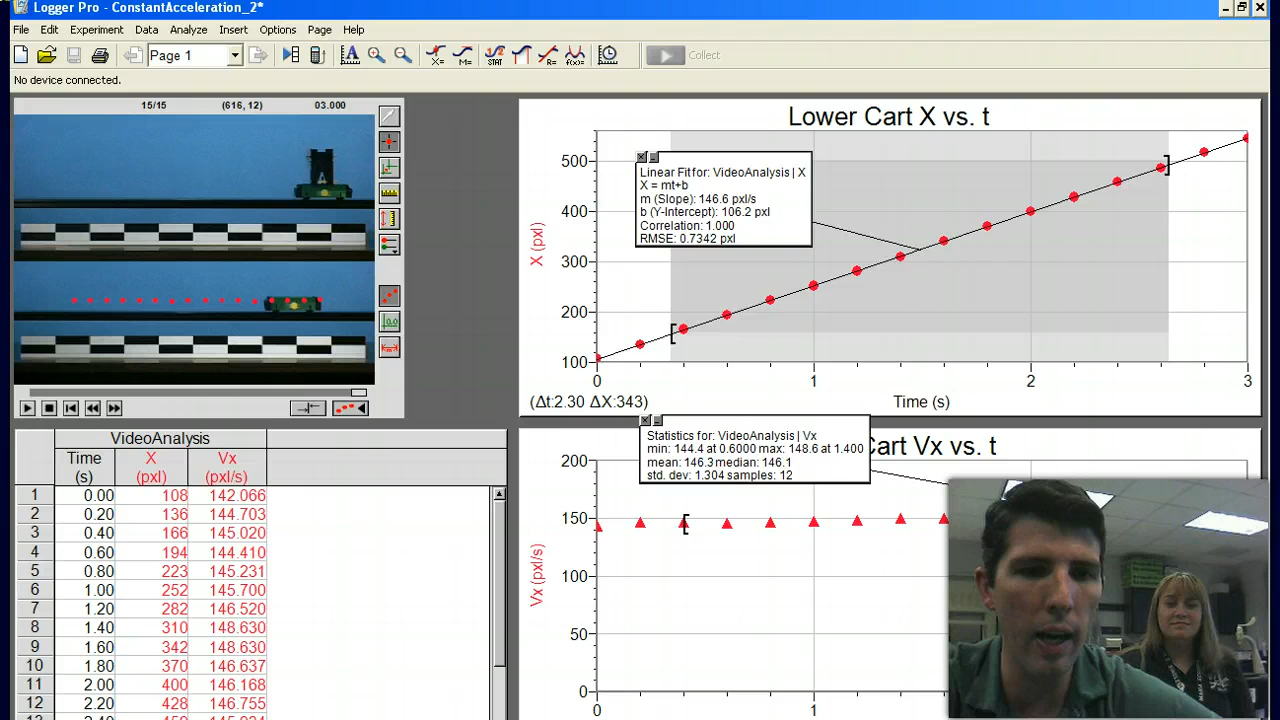 Logger Pro - ConstantAcceleration_2*
File Edit Experiment Data Analyze Insert Options Page Help
Page 1
Collect
No device connected.
15/15 (616, 12) 03.000
Lower Cart X vs. t
500
400
300
200
100
X (pxl)
Linear Fit for: VideoAnalysis | X
X = mt+b
m (Slope): 146.6 pxl/s
b (Y-Intercept): 106.2 pxl
Correlation: 1.000
RMSE: 0.7342 pxl
0 1 2 3
(Δt:2.30 ΔX:343)
Time (s)
Cart Vx vs. t
Statistics for: VideoAnalysis | Vx
min: 144.4 at 0.6000 max: 148.6 at 1.400
mean: 146.3 median: 146.1
std. dev: 1.304 samples: 12
200
150
100
50
0
Vx (pxl/s)
0 1
VideoAnalysis
Time X Vx
(s) (pxl) (pxl/s)
1 0.00 108 142.066
2 0.20 136 144.703
3 0.40 166 145.020
4 0.60 194 144.410
5 0.80 223 145.231
6 1.00 252 145.700
7 1.20 282 146.520
8 1.40 310 148.630
9 1.60 342 148.630
10 1.80 370 146.637
11 2.00 400 146.168
12 2.20 428 146.755